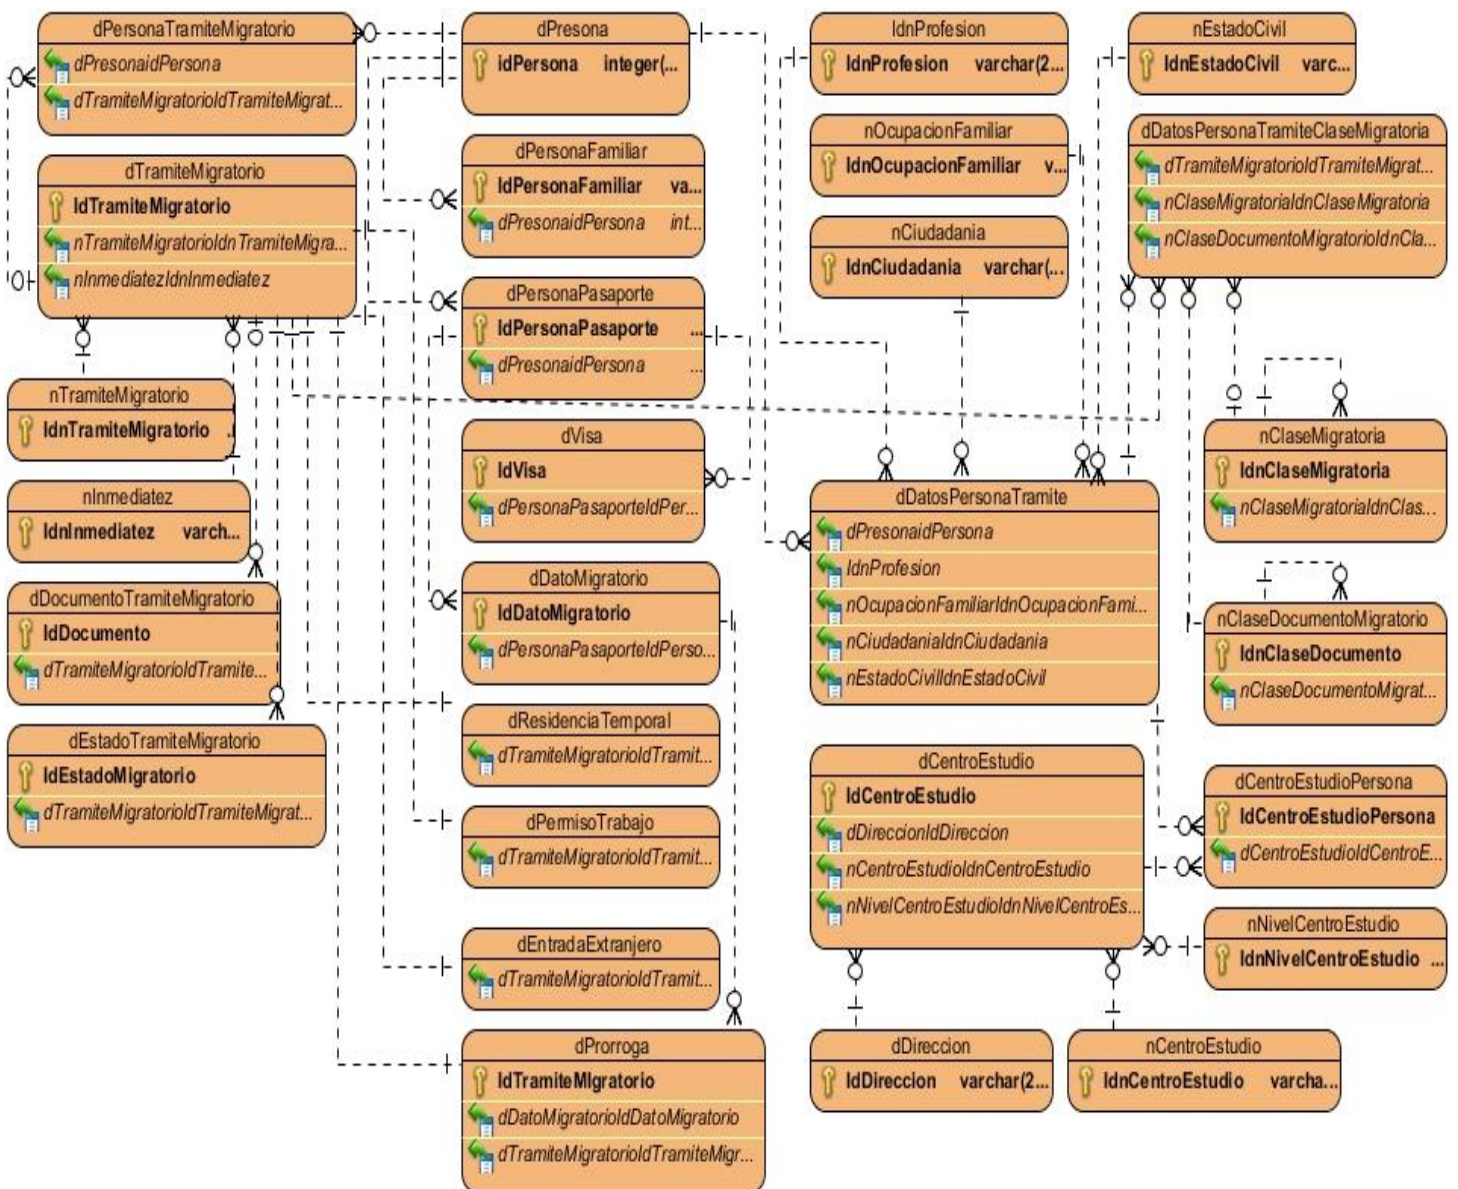 dPersonaTramiteMigratorio
dPresonaidPersona
dTramiteMigratorioIdTramiteMigrat...
dTramiteMigratorio
IdTramiteMigratorio
nTramiteMigratorioIdnTramiteMigra...
nInmediatezIdnInmediatez
nTramiteMigratorio
IdnTramiteMigratorio .
nInmediatez
IdnInmediatez varch...
dDocumentoTramiteMigratorio
IdDocumento
dTramiteMigratorioIdTramite...
dEstadoTramiteMigratorio
IdEstadoMigratorio
dTramiteMigratorioIdTramiteMigrat...
dPresona
idPersona integer(...
dPersonaFamiliar
IdPersonaFamiliar va...
dPresonaidPersona int...
dPersonaPasaporte
IdPersonaPasaporte ...
dPresonaidPersona ...
dVisa
IdVisa
dPersonaPasaporteIdPer...
dDatoMigratorio
IdDatoMigratorio
dPersonaPasaporteIdPerso...
dResidenciaTemporal
dTramiteMigratorioIdTramit...
dPermisoTrabajo
dTramiteMigratorioIdTramit...
dEntradaExtranjero
dTramiteMigratorioIdTramit...
dProrroga
IdTramiteMIgratorio
dDatoMigratorioIdDatoMigratorio
dTramiteMigratorioIdTramiteMigr...
IdnProfesion
IdnProfesion varchar(2...
nOcupacionFamiliar
IdnOcupacionFamiliar v...
nCiudadania
IdnCiudadania varchar(...
dDatosPersonaTramite
dPresonaidPersona
IdnProfesion
nOcupacionFamiliarIdnOcupacionFami...
nCiudadaniaIdnCiudadania
nEstadoCivilIdnEstadoCivil
dCentroEstudio
IdCentroEstudio
dDireccionIdDireccion
nCentroEstudioIdnCentroEstudio
nNivelCentroEstudioIdnNivelCentroEs...
dDireccion
IdDireccion varchar(2...
nCentroEstudio
IdnCentroEstudio varcha...
nEstadoCivil
IdnEstadoCivil varc...
dDatosPersonaTramiteClaseMigratoria
dTramiteMigratorioIdTramiteMigrat...
nClaseMigratoriaIdnClaseMigratoria
nClaseDocumentoMigratorioIdnCla...
nClaseMigratoria
IdnClaseMigratoria
nClaseMigratoriaIdnClas...
nClaseDocumentoMigratorio
IdnClaseDocumento
nClaseDocumentoMigrat...
dCentroEstudioPersona
IdCentroEstudioPersona
dCentroEstudioIdCentroE...
nNivelCentroEstudio
IdnNivelCentroEstudio ...